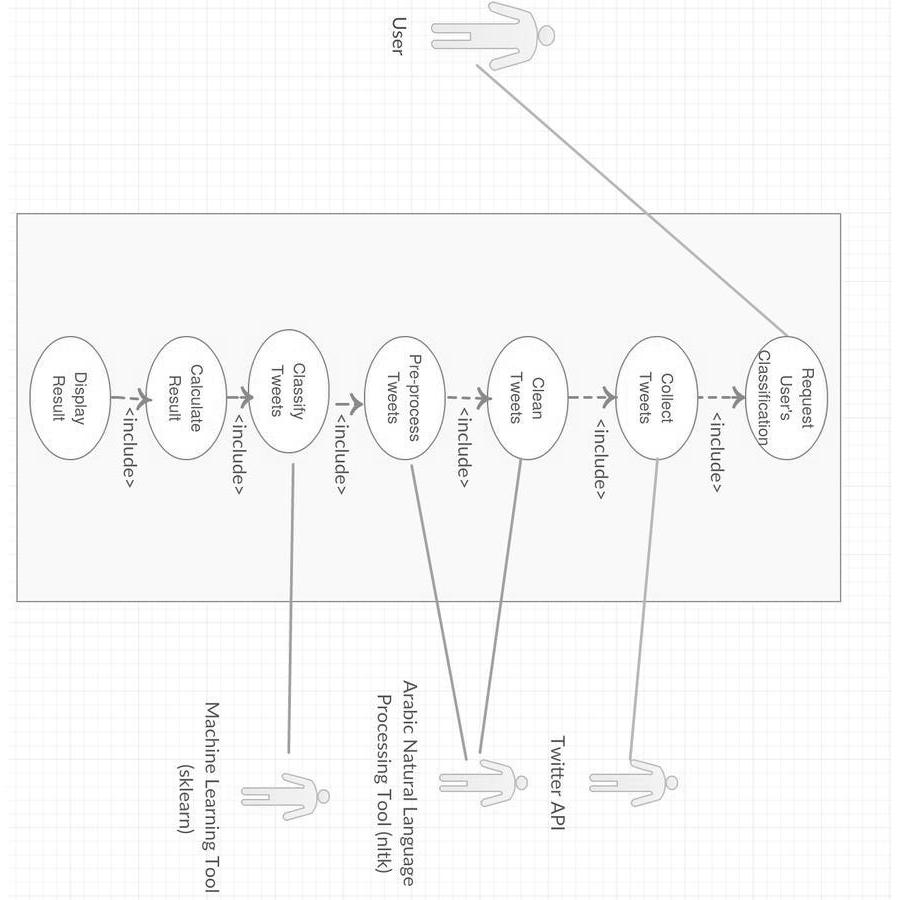 User
Request
User's
Classification
<include>
Collect
Tweets
<include>
Clean
Tweets
<include>
Pre-process
Tweets
<include>
Classify
Tweets
<include>
Calculate
Result
<include>
Display
Result
Twitter API
Arabic Natural Language
Processing Tool (nltk)
Machine Learning Tool
(sklearn)